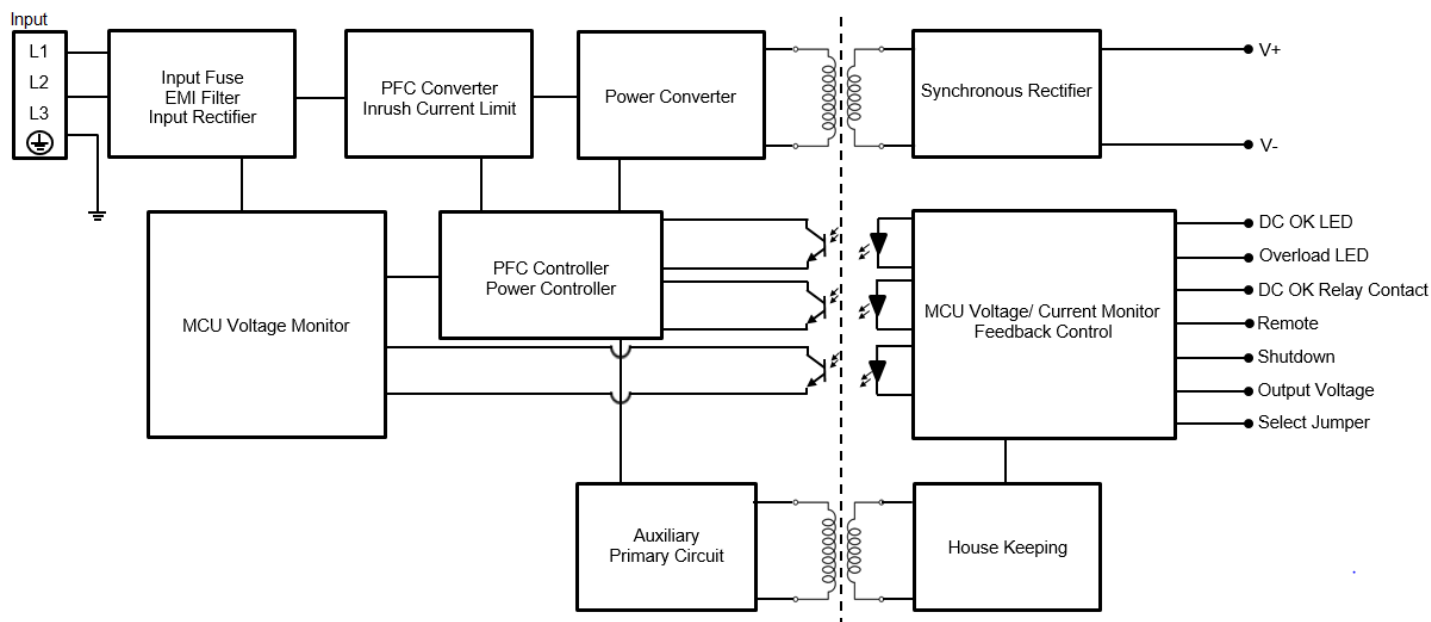 Input
L1
L2
L3
Input Fuse
EMI Filter
Input Rectifier
PFC Converter
Inrush Current Limit
Power Converter
Synchronous Rectifier
V+
V-
MCU Voltage Monitor
PFC Controller
Power Controller
MCU Voltage/ Current Monitor
Feedback Control
DC OK LED
Overload LED
DC OK Relay Contact
Remote
Shutdown
Output Voltage
Select Jumper
Auxiliary
Primary Circuit
House Keeping